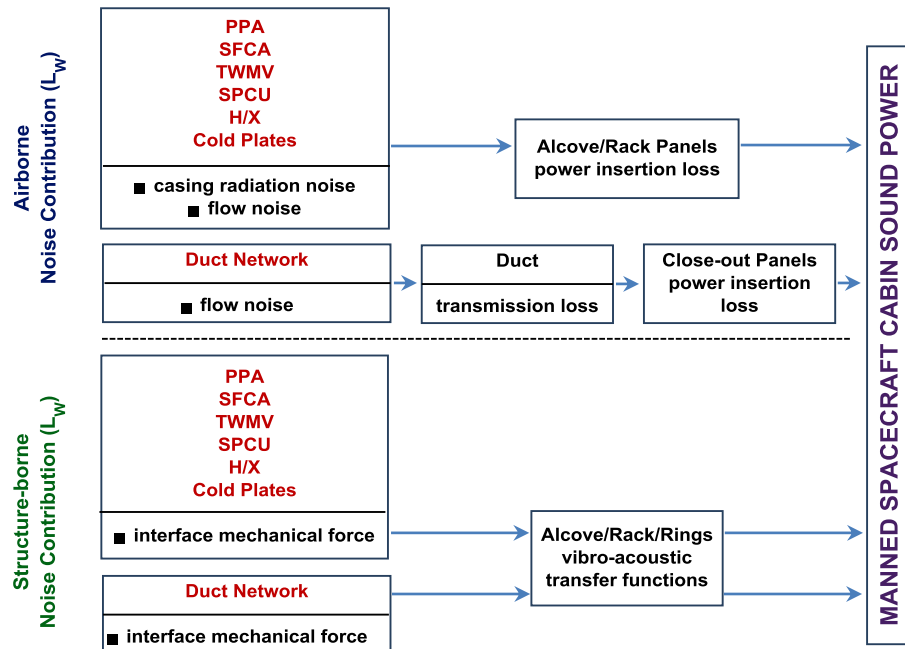 Airborne
Noise Contribution (LW)
PPA
SFCA
TWMV
SPCU
H/X
Cold Plates
casing radiation noise
flow noise
Alcove/Rack Panels
power insertion loss
Duct Network
flow noise
Duct
transmission loss
Close-out Panels
power insertion
loss
Structure-borne
Noise Contribution (LW)
PPA
SFCA
TWMV
SPCU
H/X
Cold Plates
interface mechanical force
Alcove/Rack/Rings
vibro-acoustic
transfer functions
Duct Network
interface mechanical force
MANNED SPACECRAFT CABIN SOUND POWER